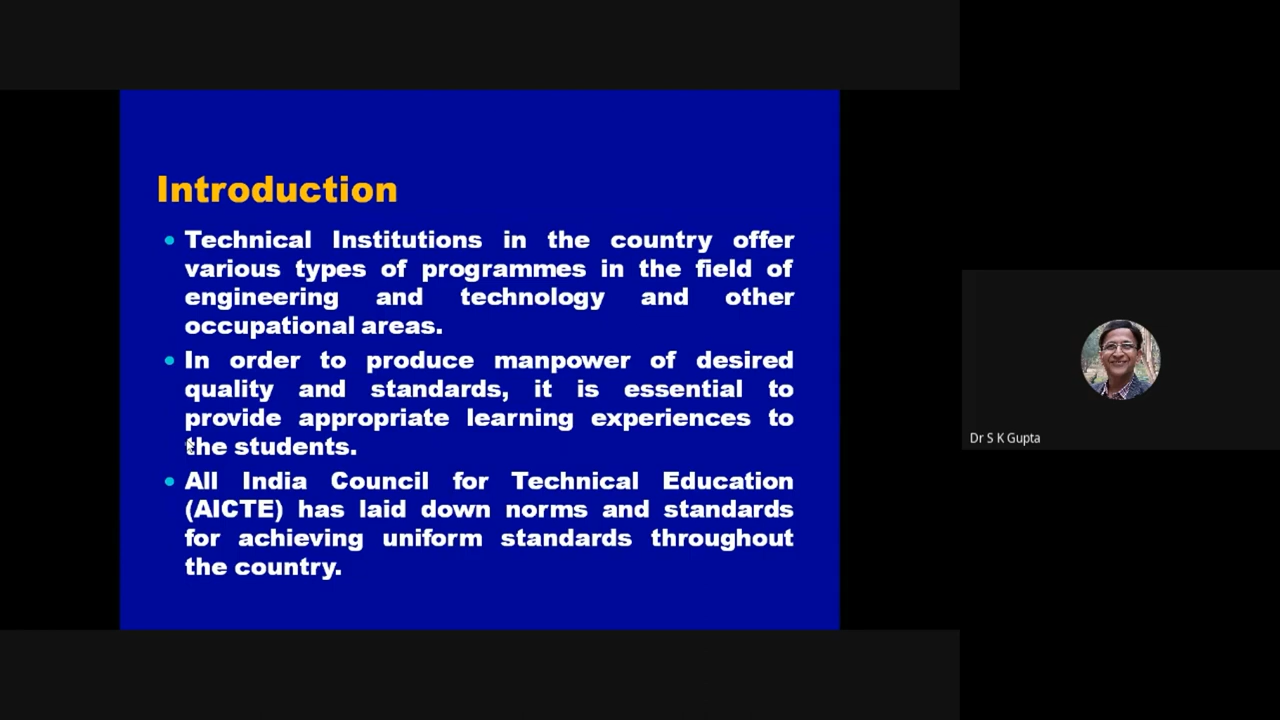 Introduction
Technical Institutions in the country offer
various types of programmes in the field of
engineering and technology and other
occupational areas.
In order to produce manpower of desired
quality and standards, it is essential to
provide appropriate learning experiences to
the students.
All India Council for Technical Education
(AICTE) has laid down norms and standards
for achieving uniform standards throughout
the country.
Dr S K Gupta